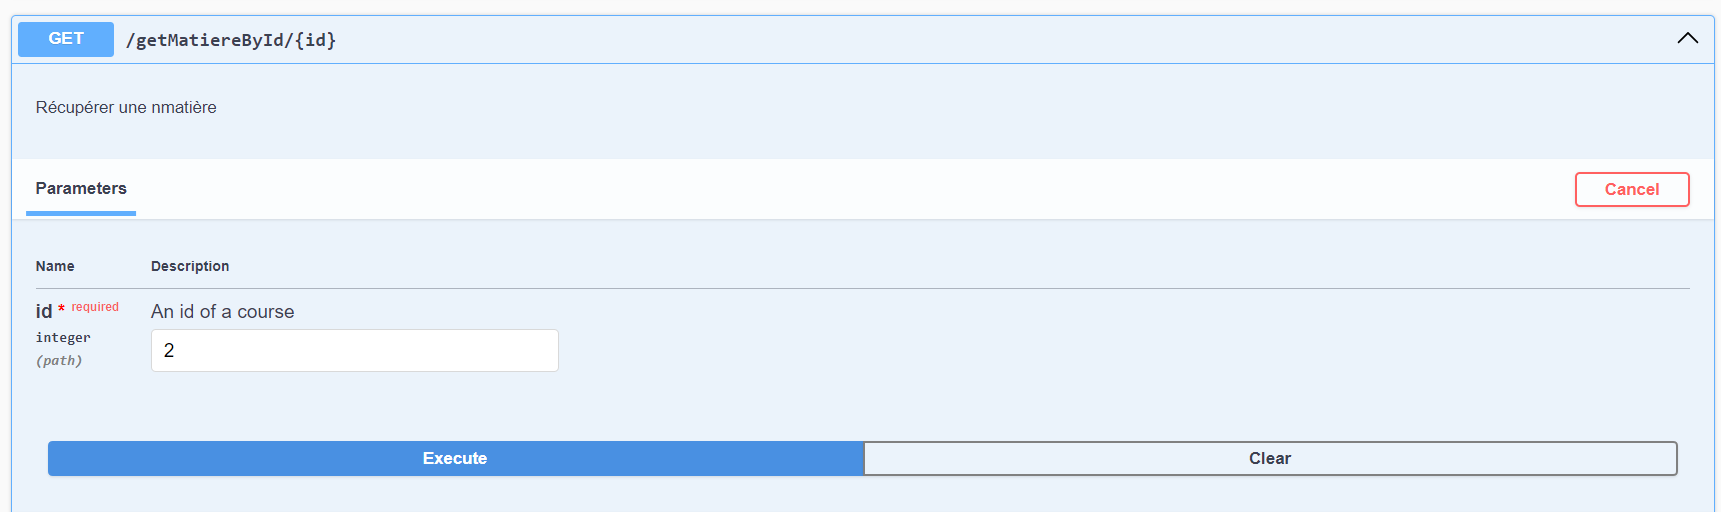 GET /getMatiereById/{id}
Récupérer une nmatière
Parameters
Cancel
Name Description
id * required An id of a course
integer
2
(path)
Execute Clear